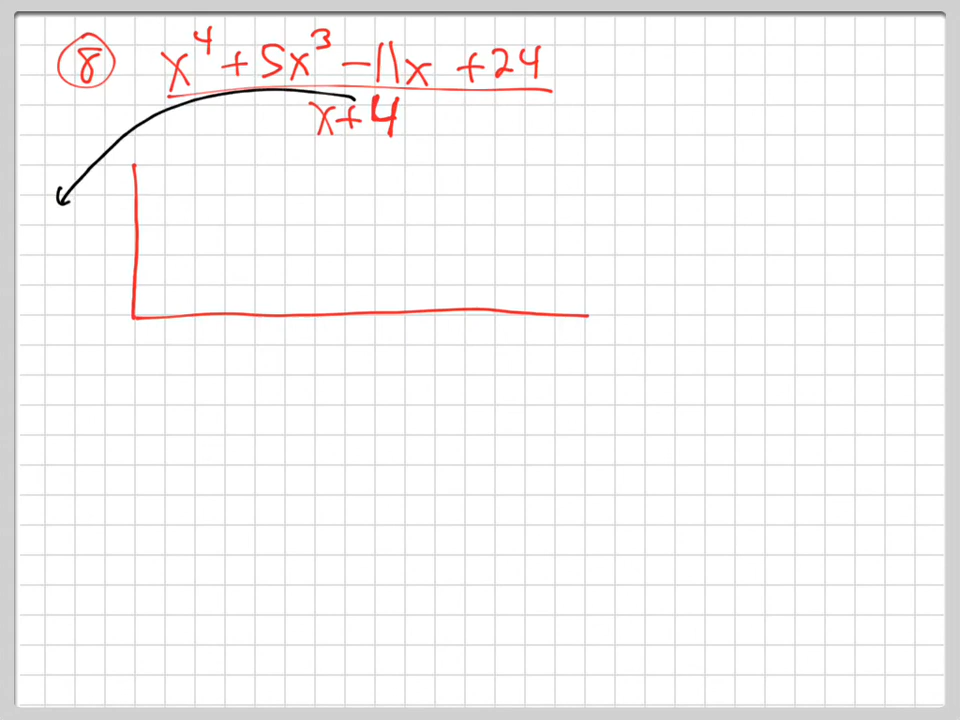 ⑧ x⁴ + 5x³ - 11x + 24
x + 4